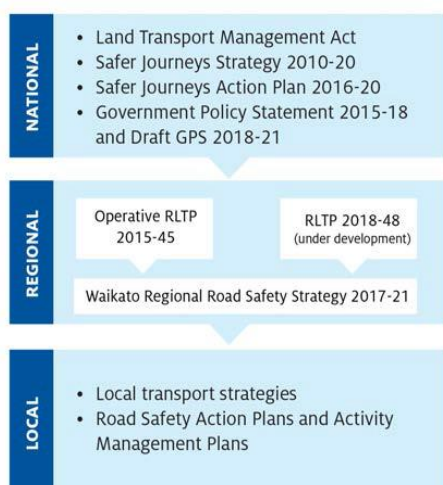 NATIONAL
• Land Transport Management Act
• Safer Journeys Strategy 2010-20
• Safer Journeys Action Plan 2016-20
• Government Policy Statement 2015-18
and Draft GPS 2018-21
REGIONAL
Operative RLTP
2015-45
RLTP 2018-48
(under development)
Waikato Regional Road Safety Strategy 2017-21
LOCAL
• Local transport strategies
• Road Safety Action Plans and Activity
Management Plans